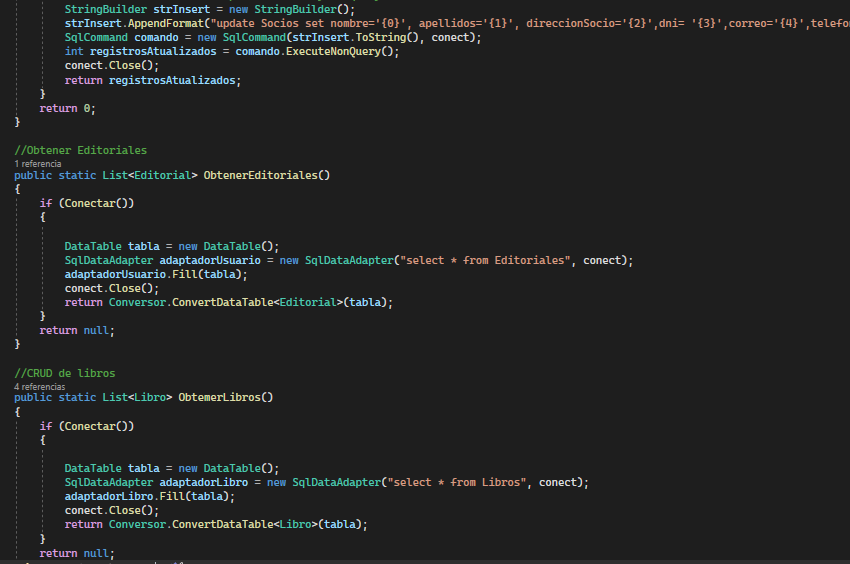 StringBuilder strInsert = new StringBuilder();
strInsert.AppendFormat("update Socios set nombre='{0}', apellidos='{1}', direccionSocio='{2}',dni= '{3}',correo='{4}',telefon
SqlCommand comando = new SqlCommand(strInsert.ToString(), conect);
int registrosAtualizados = comando.ExecuteNonQuery();
conect.Close();
return registrosAtualizados;
}
return 0;
}
//Obtener Editoriales
1 referencia
public static List<Editorial> ObtenerEditoriales()
{
if (Conectar())
{
DataTable tabla = new DataTable();
SqlDataAdapter adaptadorUsuario = new SqlDataAdapter("select * from Editoriales", conect);
adaptadorUsuario.Fill(tabla);
conect.Close();
return Conversor.ConvertDataTable<Editorial>(tabla);
}
return null;
}
//CRUD de libros
4 referencias
public static List<Libro> ObtemerLibros()
{
if (Conectar())
{
DataTable tabla = new DataTable();
SqlDataAdapter adaptadorLibro = new SqlDataAdapter("select * from Libros", conect);
adaptadorLibro.Fill(tabla);
conect.Close();
return Conversor.ConvertDataTable<Libro>(tabla);
}
return null;